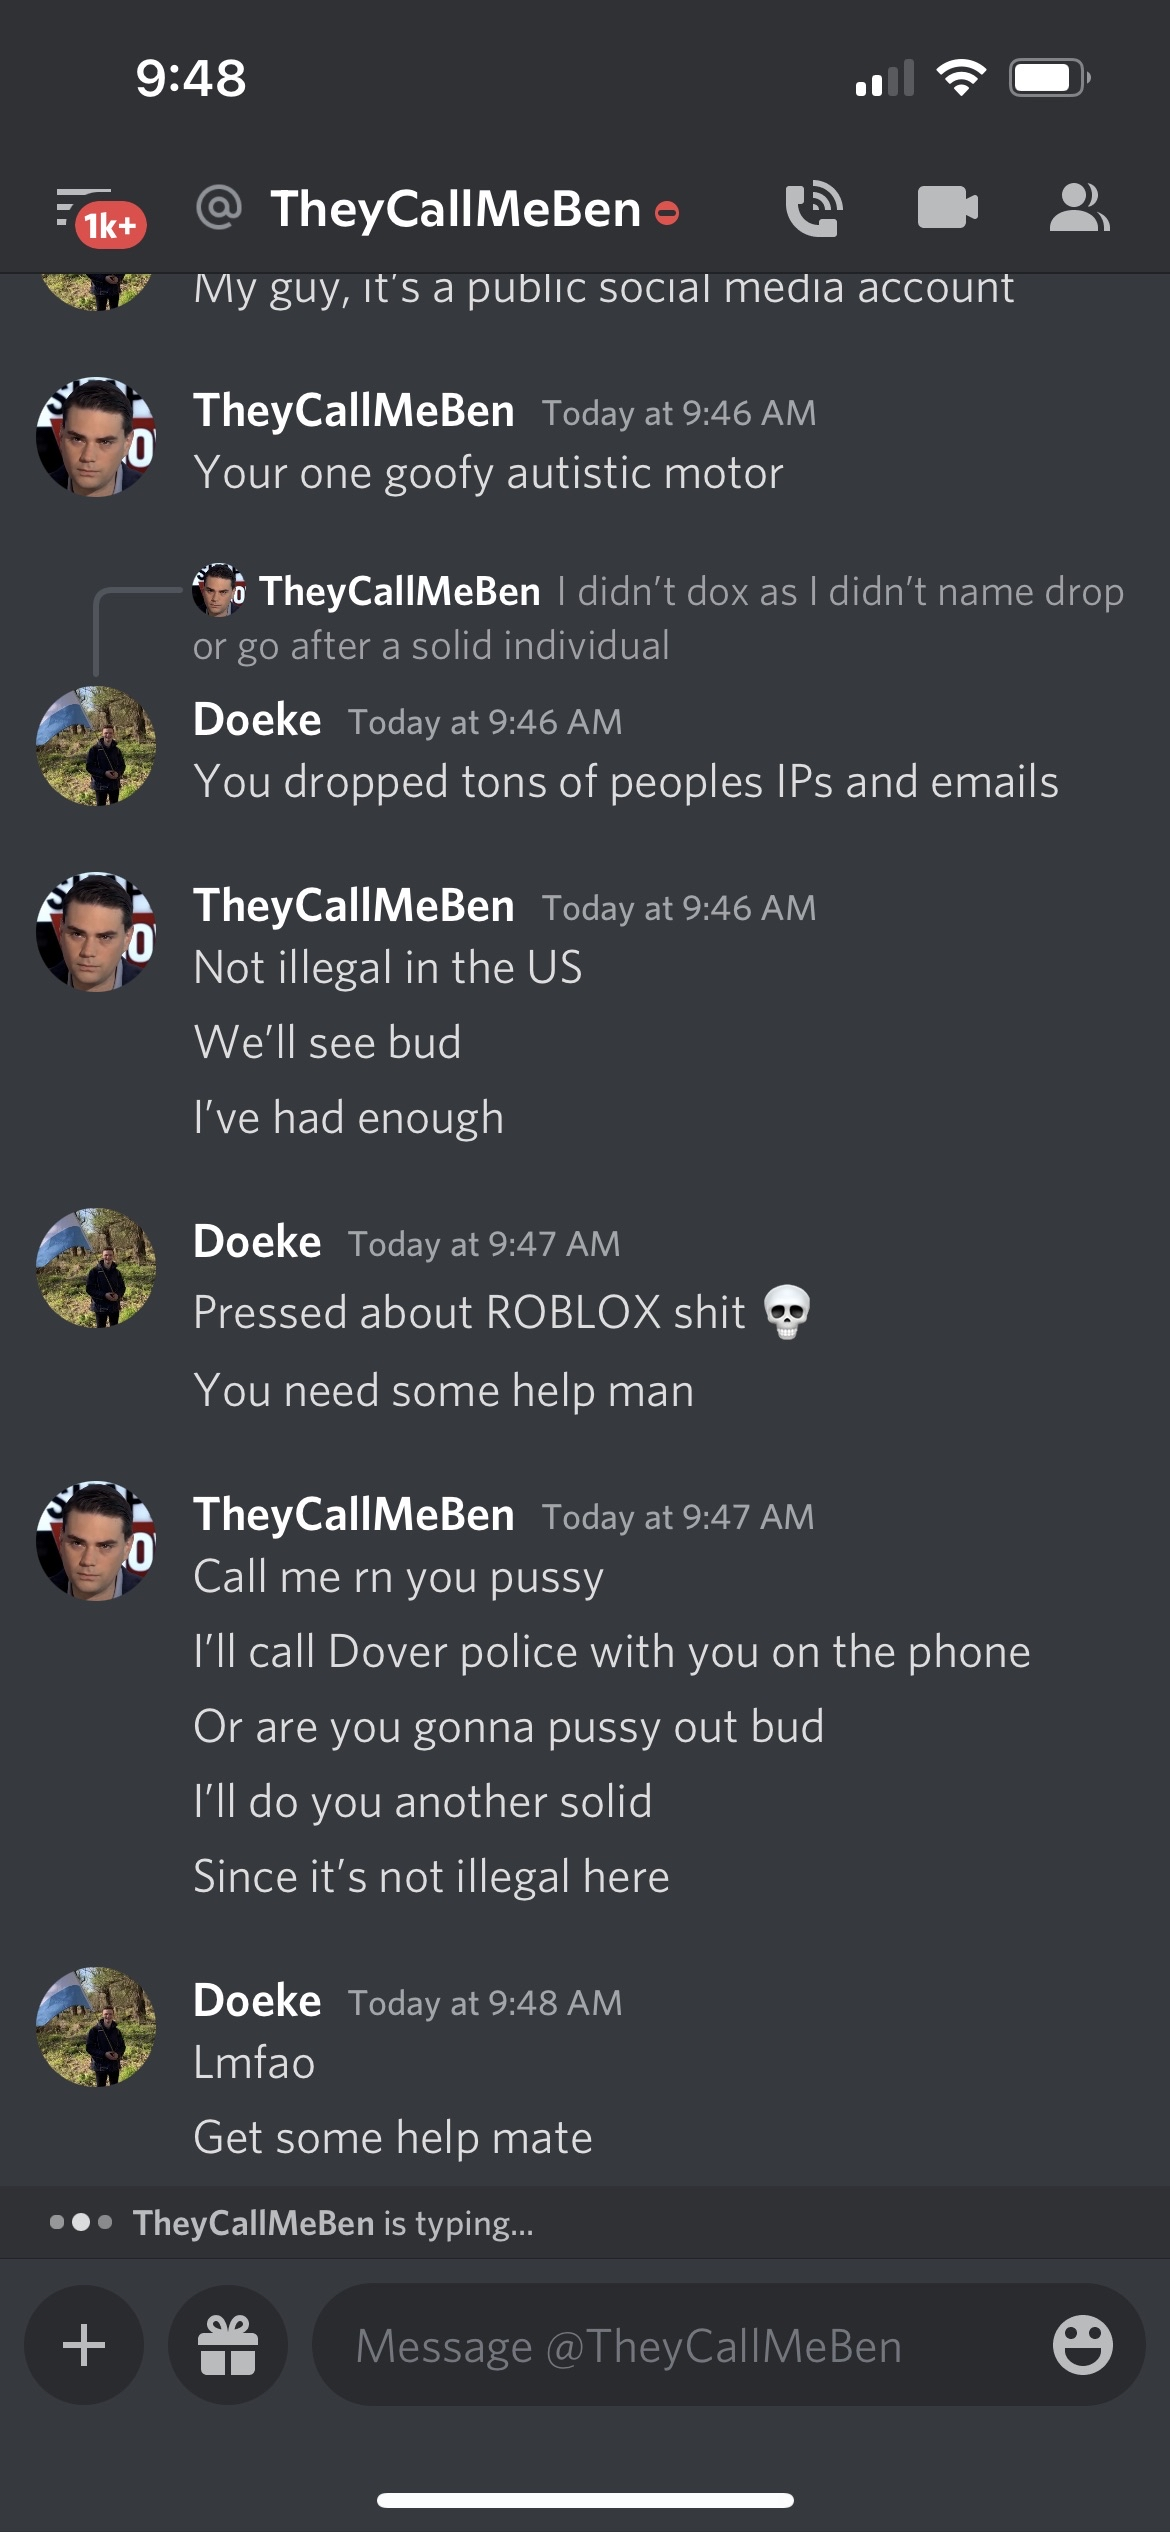 9:48
1k+
@ TheyCallMeBen
My guy, it's a public social media account
TheyCallMeBen Today at 9:46 AM
Your one goofy autistic motor
TheyCallMeBen I didn't dox as I didn't name drop
or go after a solid individual
Doeke Today at 9:46 AM
You dropped tons of peoples IPs and emails
TheyCallMeBen Today at 9:46 AM
Not illegal in the US
We'll see bud
I've had enough
Doeke Today at 9:47 AM
Pressed about ROBLOX shit 💀
You need some help man
TheyCallMeBen Today at 9:47 AM
Call me rn you pussy
I'll call Dover police with you on the phone
Or are you gonna pussy out bud
I'll do you another solid
Since it's not illegal here
Doeke Today at 9:48 AM
Lmfao
Get some help mate
TheyCallMeBen is typing...
Message @TheyCallMeBen